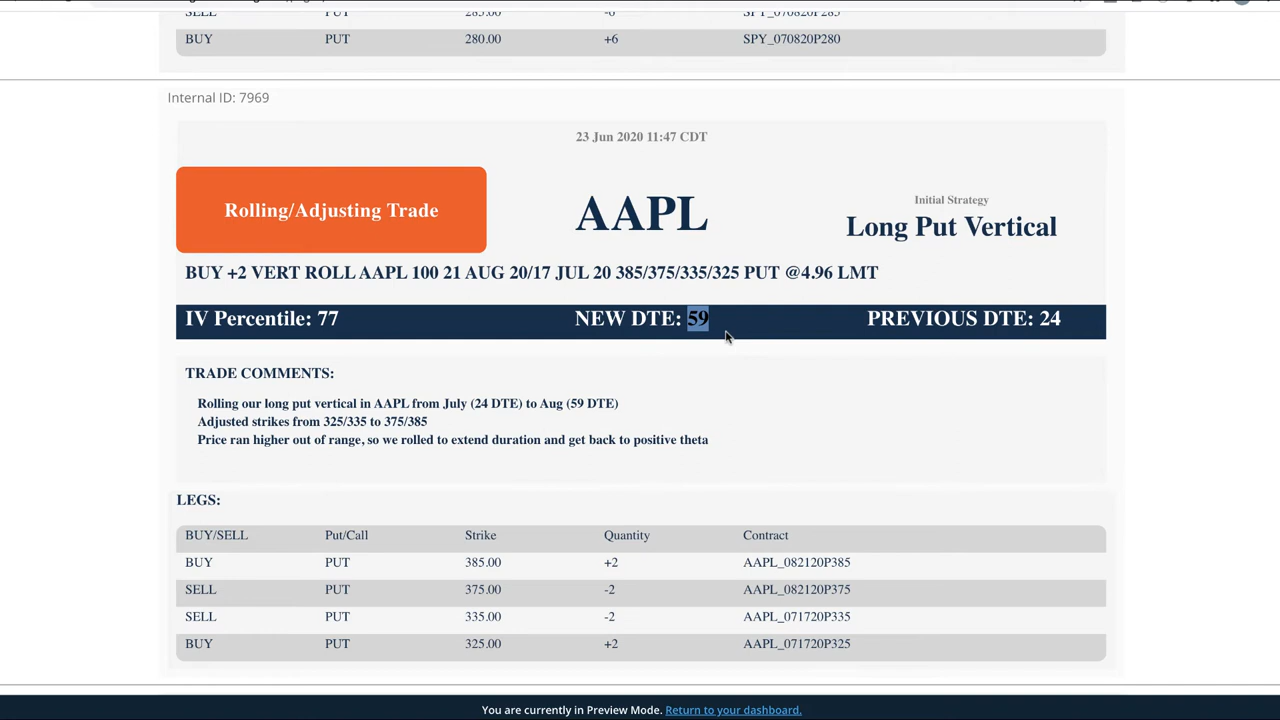 SELL PUT 285.00 -6 SPY_070820P285
BUY PUT 280.00 +6 SPY_070820P280
Internal ID: 7969
23 Jun 2020 11:47 CDT
Rolling/Adjusting Trade
AAPL
Initial Strategy
Long Put Vertical
BUY +2 VERT ROLL AAPL 100 21 AUG 20/17 JUL 20 385/375/335/325 PUT @4.96 LMT
IV Percentile: 77 NEW DTE: 59 PREVIOUS DTE: 24
TRADE COMMENTS:
Rolling our long put vertical in AAPL from July (24 DTE) to Aug (59 DTE)
Adjusted strikes from 325/335 to 375/385
Price ran higher out of range, so we rolled to extend duration and get back to positive theta
LEGS:
BUY/SELL Put/Call Strike Quantity Contract
BUY PUT 385.00 +2 AAPL_082120P385
SELL PUT 375.00 -2 AAPL_082120P375
SELL PUT 335.00 -2 AAPL_071720P335
BUY PUT 325.00 +2 AAPL_071720P325
You are currently in Preview Mode. Return to your dashboard.